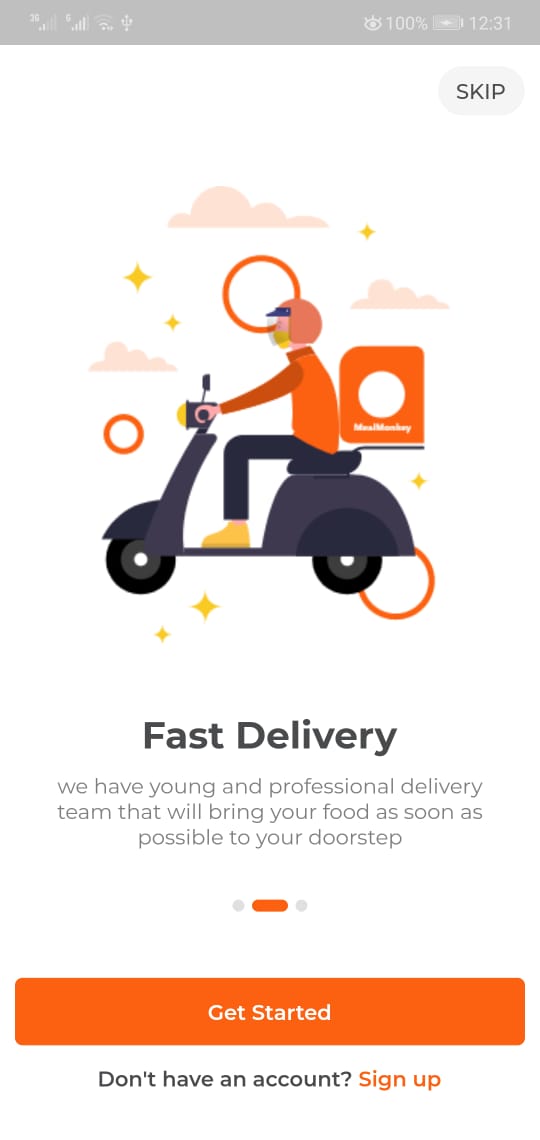 3G G 100% 12:31
SKIP
MealMonkey
Fast Delivery
we have young and professional delivery
team that will bring your food as soon as
possible to your doorstep
Get Started
Don't have an account? Sign up